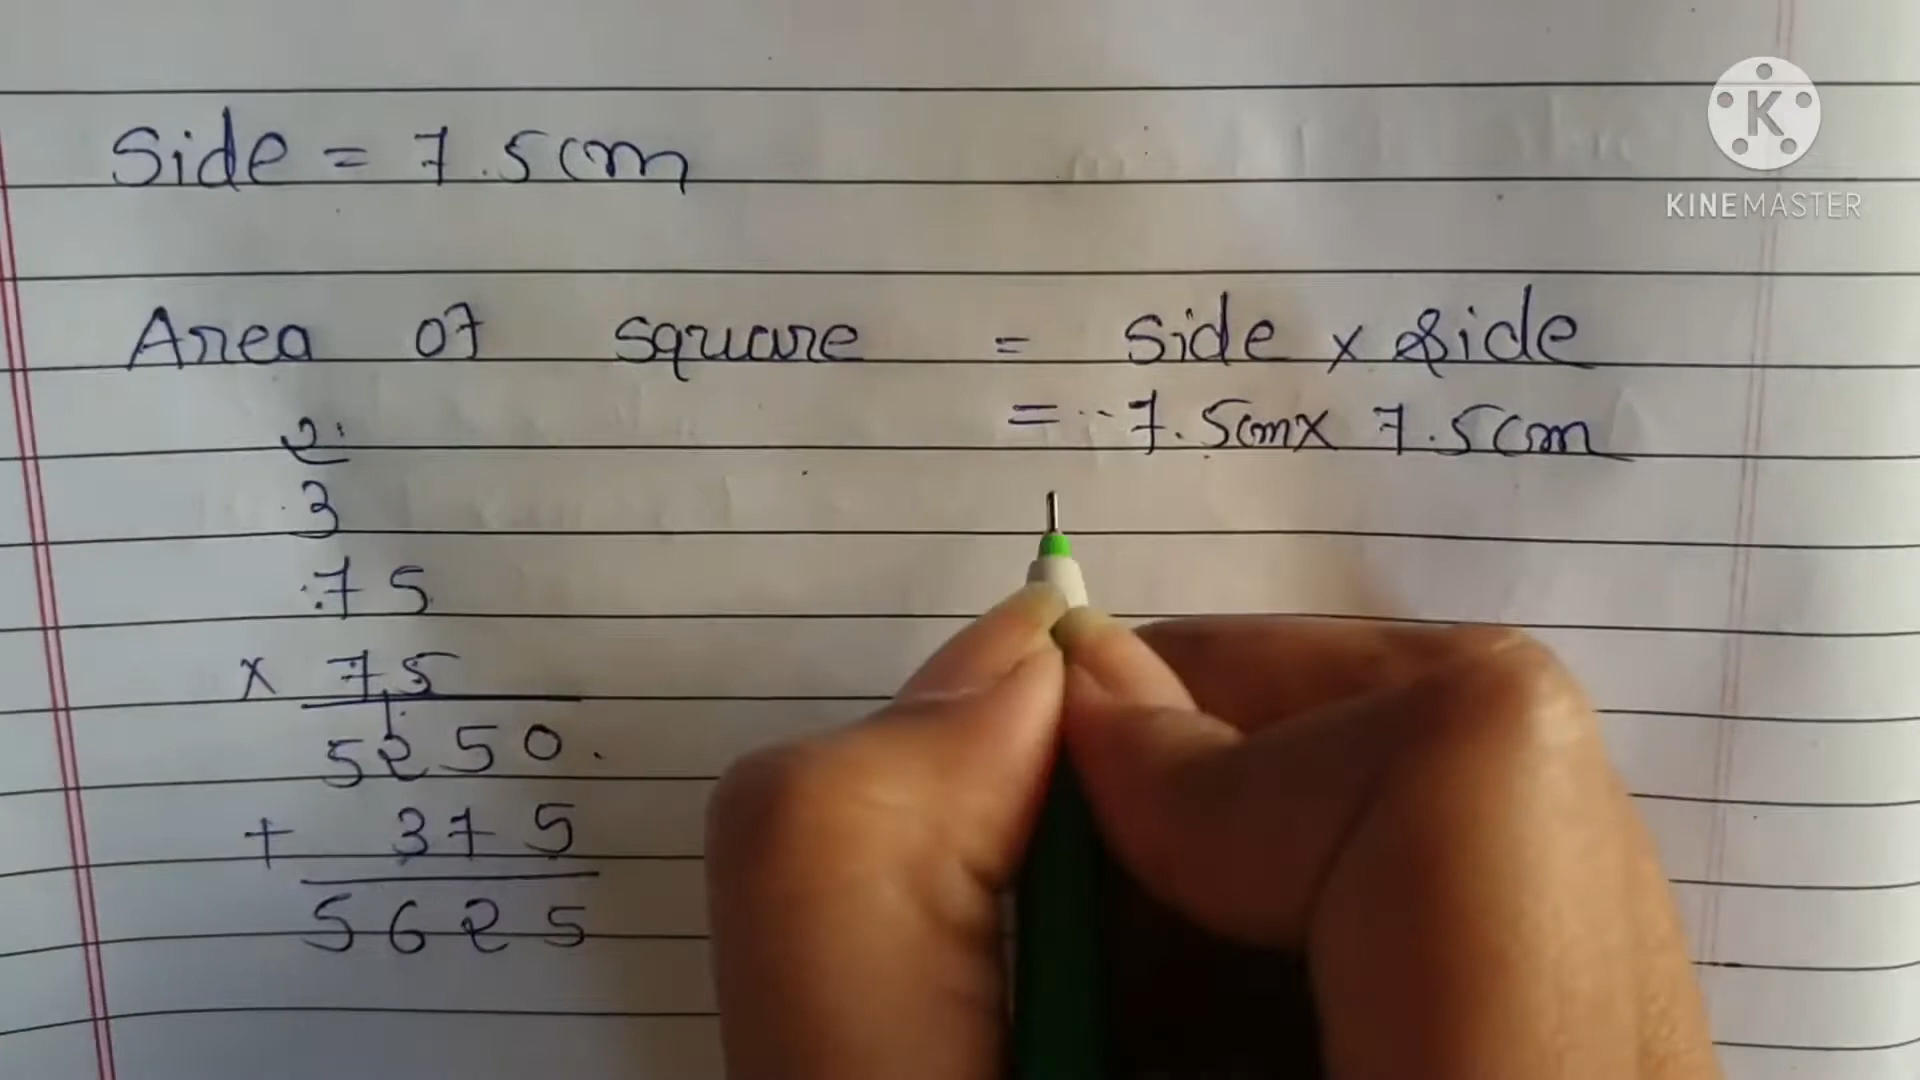 Side = 7.5cm
K
KINEMASTER
Area of square = side x side
= 7.5cm x 7.5cm
2
3
75
x 75
5250
+ 375
5625